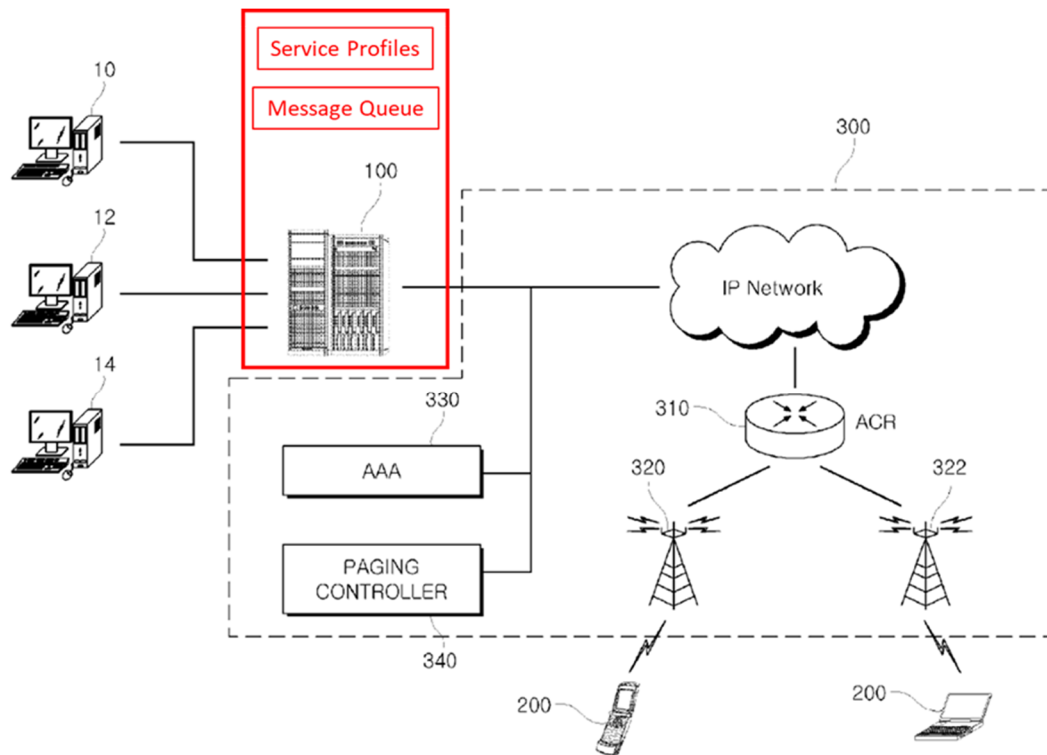 Service Profiles
Message Queue
10
100
300
12
IP Network
14
330
310
ACR
AAA
320
322
PAGING
CONTROLLER
340
200
200